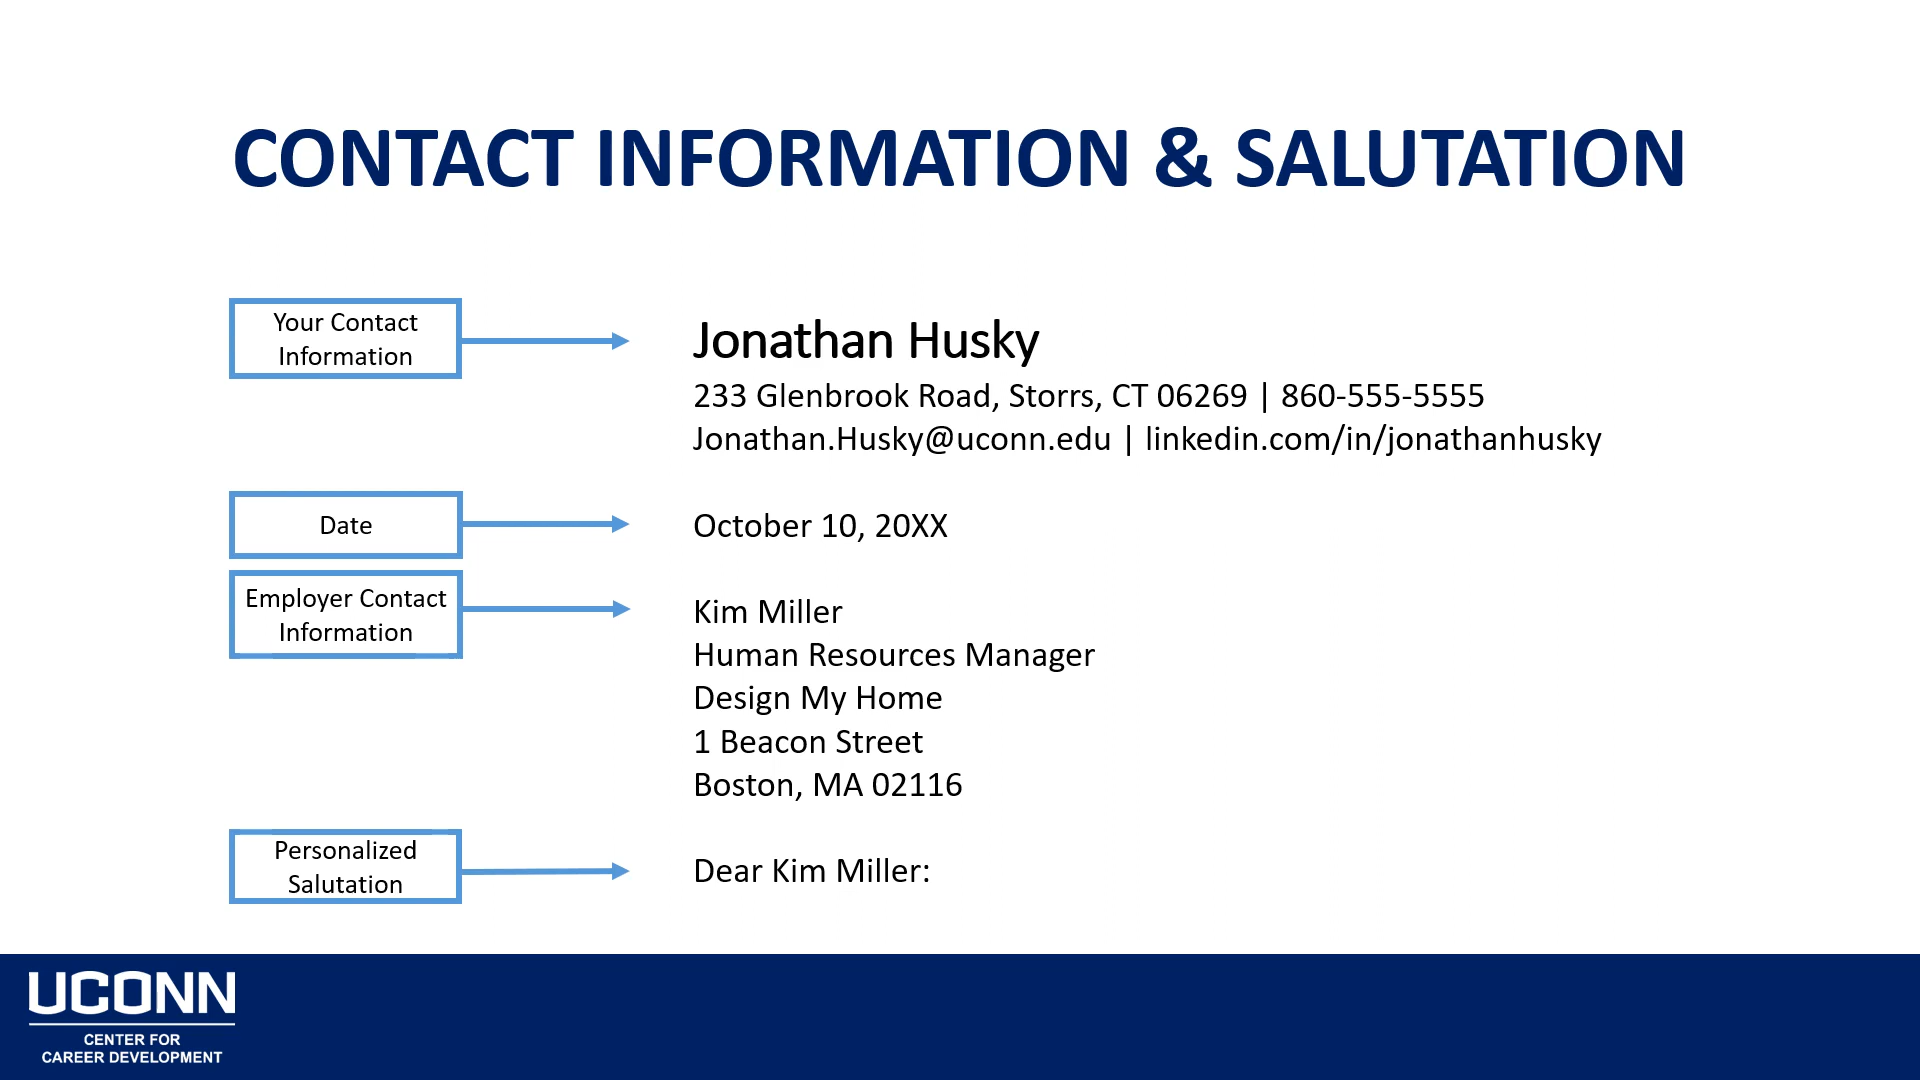 CONTACT INFORMATION & SALUTATION
Your Contact
Information
Jonathan Husky
233 Glenbrook Road, Storrs, CT 06269 | 860-555-5555
Jonathan.Husky@uconn.edu | linkedin.com/in/jonathanhusky
Date
October 10, 20XX
Employer Contact
Information
Kim Miller
Human Resources Manager
Design My Home
1 Beacon Street
Boston, MA 02116
Personalized
Salutation
Dear Kim Miller:
UCONN
CENTER FOR
CAREER DEVELOPMENT